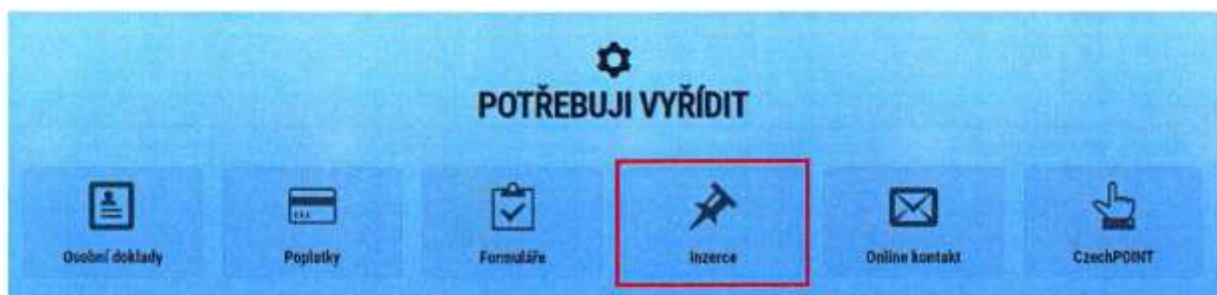 POTŘEBUJI VYŘÍDIT
Osobní doklady
Poplatky
Formuláře
Inzerce
Online kontakt
CzechPOINT